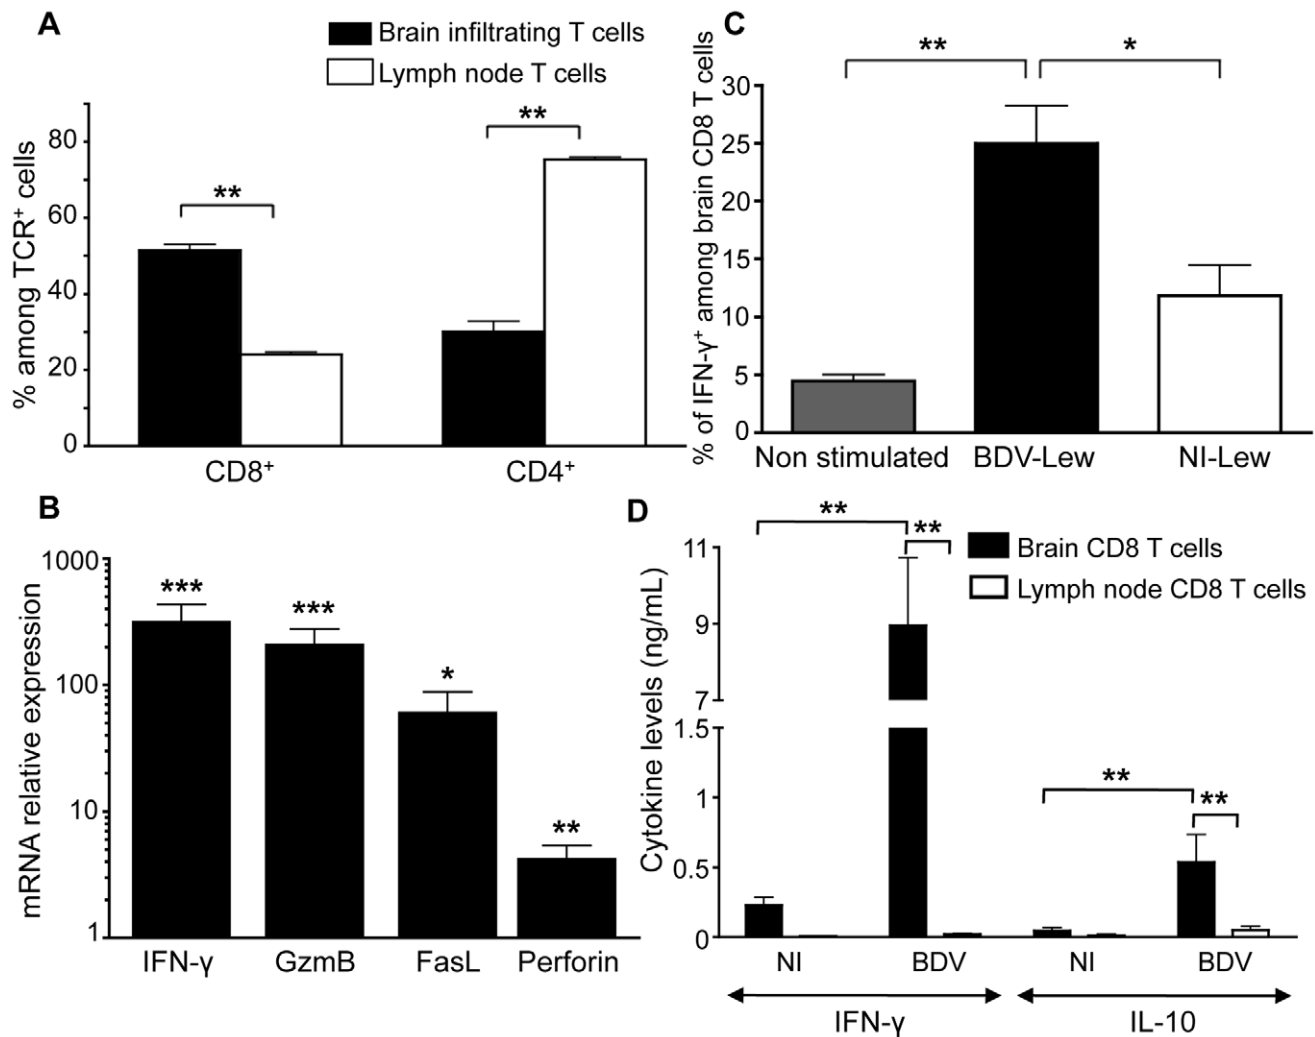 A
Brain infiltrating T cells
Lymph node T cells
% among TCR⁺ cells
80
60
40
20
0
**
**
CD8⁺
CD4⁺
B
mRNA relative expression
1000
100
10
1
***
***
*
**
IFN-γ
GzmB
FasL
Perforin
C
% of IFN-γ⁺ among brain CD8 T cells
30
25
20
15
10
5
0
**
*
Non stimulated
BDV-Lew
NI-Lew
D
Brain CD8 T cells
Lymph node CD8 T cells
Cytokine levels (ng/mL)
11
9
7
1.5
1
0.5
0
**
**
**
**
NI
BDV
NI
BDV
IFN-γ
IL-10